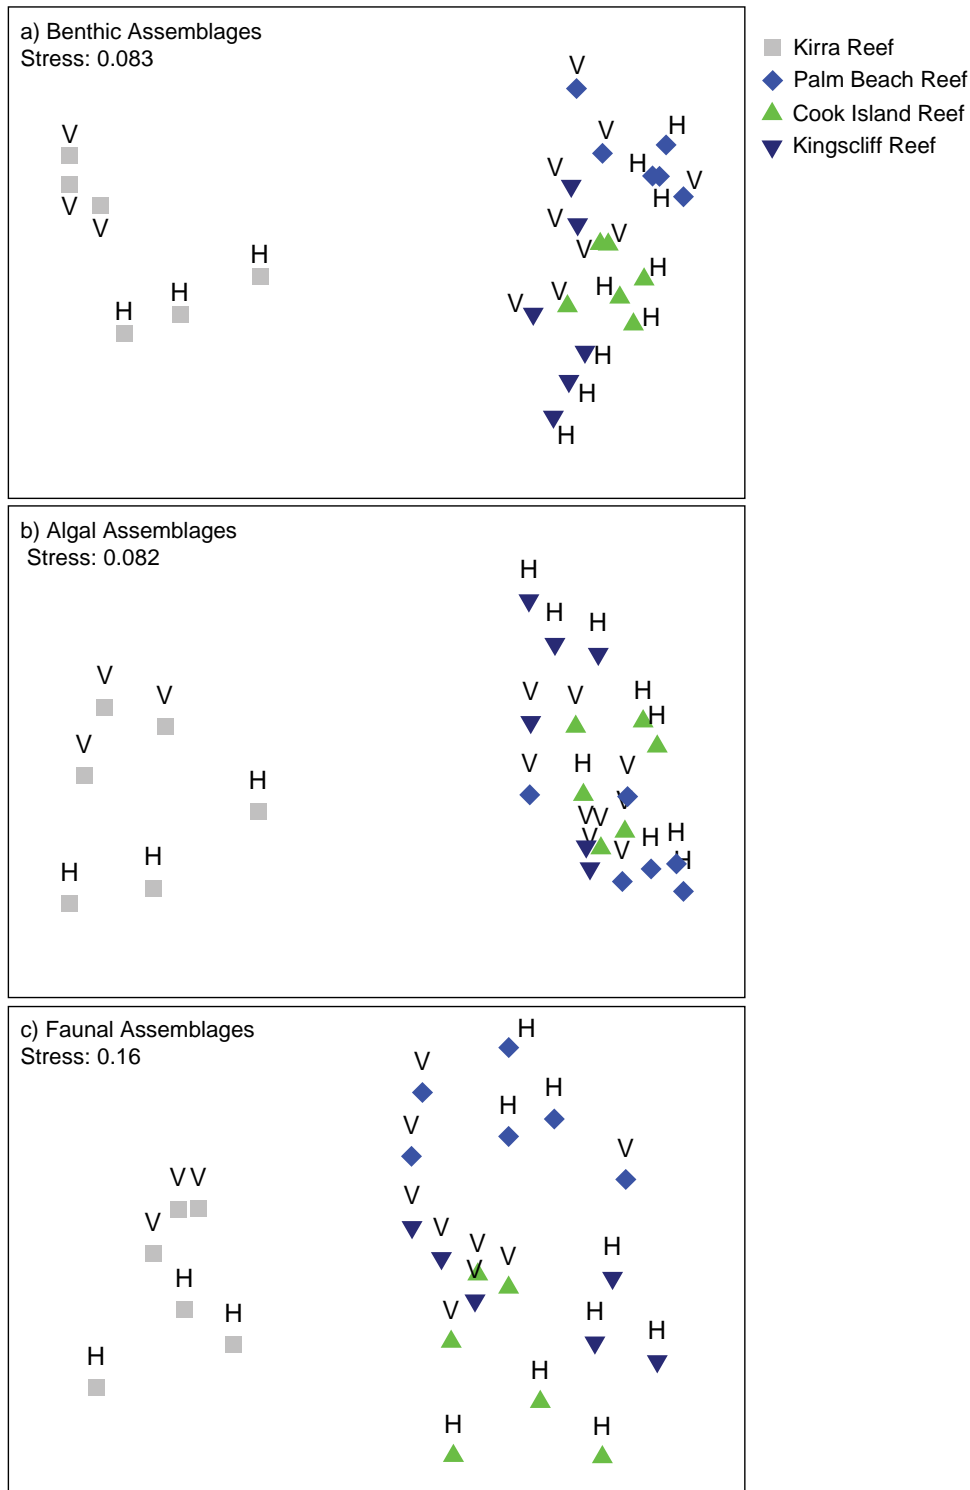 a) Benthic Assemblages
Stress: 0.083
Kirra Reef
Palm Beach Reef
Cook Island Reef
Kingscliff Reef
V
V
V
H
H
V
V
V
V
H
V
H
V
V
V
H
H
V
H
V
H
H
H
H
b) Algal Assemblages
Stress: 0.082
H
H
H
V
V
V
V
H
H
V
V
V
H
H
V
V
V
V
V
H
H
H
H
H
c) Faunal Assemblages
Stress: 0.16
H
V
H
H
V
V
V
V
V
V
V
V
V
V
H
H
V
H
H
H
H
H
H
H